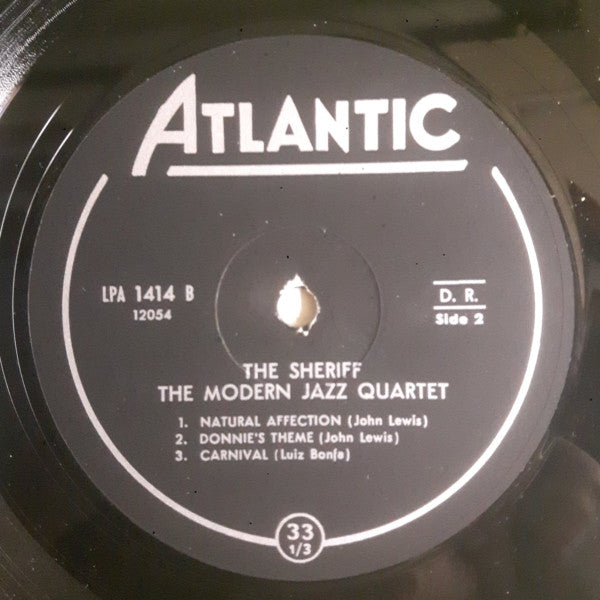 ATLANTIC
LPA 1414 B
12054
D. R.
Side 2
THE SHERIFF
THE MODERN JAZZ QUARTET
1. NATURAL AFFECTION (John Lewis)
2. DONNIE'S THEME (John Lewis)
3. CARNIVAL (Luiz Bonfa)
33
1/3